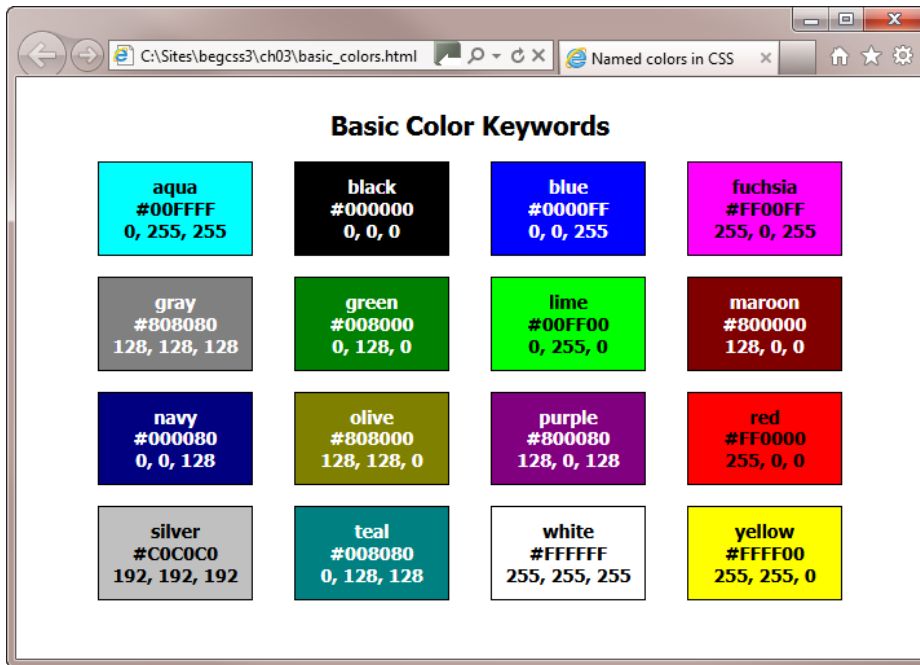 C:\Sites\begcss3\ch03\basic_colors.html
Named colors in CSS
Basic Color Keywords
aqua
#00FFFF
0, 255, 255
black
#000000
0, 0, 0
blue
#0000FF
0, 0, 255
fuchsia
#FF00FF
255, 0, 255
gray
#808080
128, 128, 128
green
#008000
0, 128, 0
lime
#00FF00
0, 255, 0
maroon
#800000
128, 0, 0
navy
#000080
0, 0, 128
olive
#808000
128, 128, 0
purple
#800080
128, 0, 128
red
#FF0000
255, 0, 0
silver
#C0C0C0
192, 192, 192
teal
#008080
0, 128, 128
white
#FFFFFF
255, 255, 255
yellow
#FFFF00
255, 255, 0